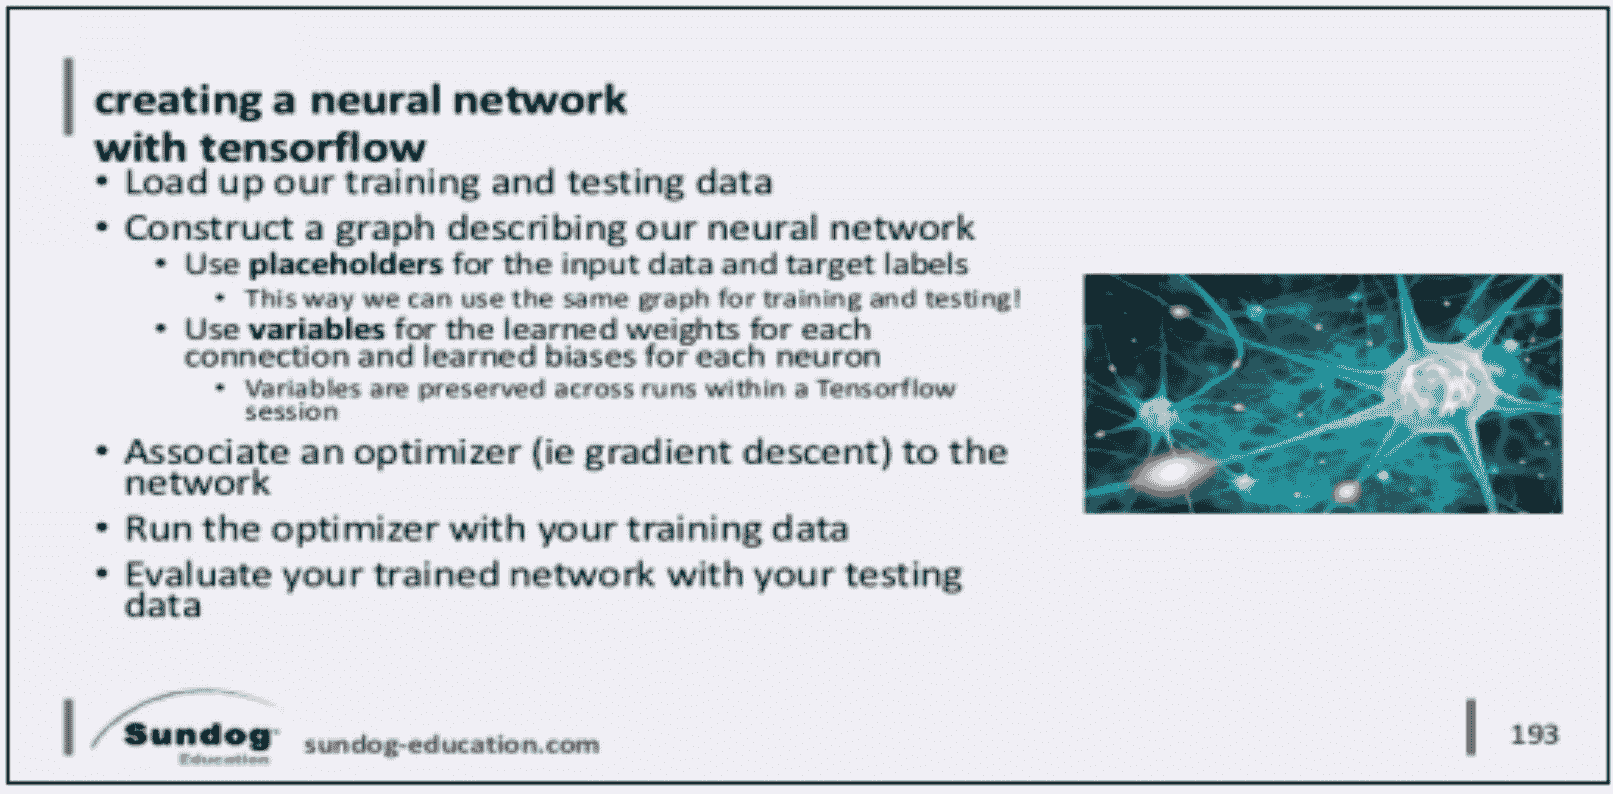 creating a neural network
with tensorflow
• Load up our training and testing data
• Construct a graph describing our neural network
• Use placeholders for the input data and target labels
• This way we can use the same graph for training and testing!
• Use variables for the learned weights for each
connection and learned biases for each neuron
• Variables are preserved across runs within a Tensorflow
session
• Associate an optimizer (ie gradient descent) to the
network
• Run the optimizer with your training data
• Evaluate your trained network with your testing
data
Sundog
Education
sundog-education.com
193